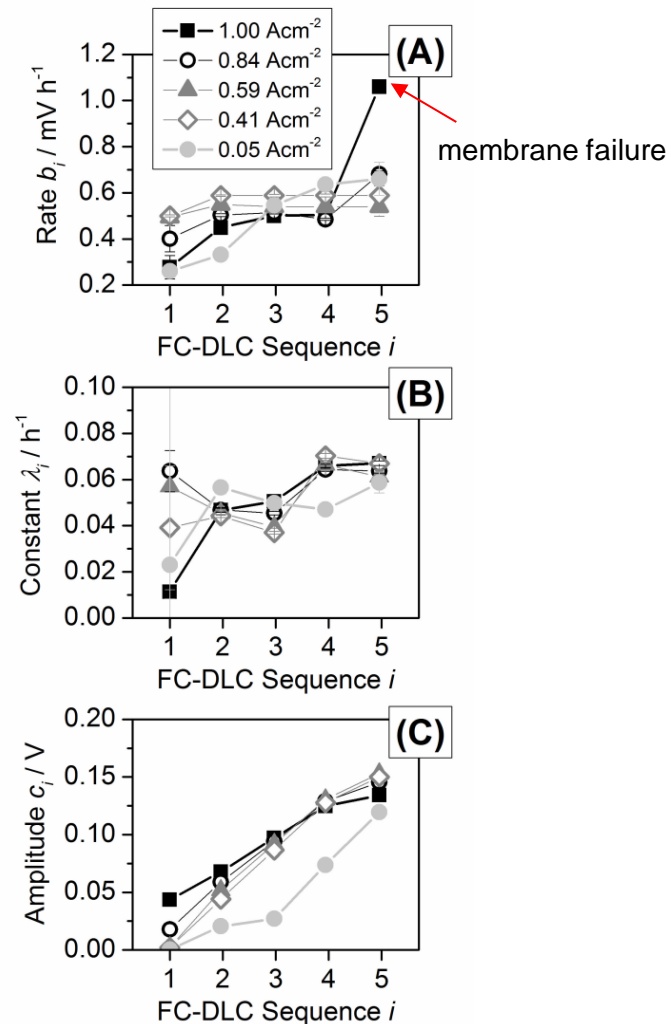 1.00 Acm-2
0.84 Acm-2
0.59 Acm-2
0.41 Acm-2
0.05 Acm-2
(A)
membrane failure
Rate bi / mV h-1
1.2
1.0
0.8
0.6
0.4
0.2
1 2 3 4 5
FC-DLC Sequence i
(B)
Constant λi / h-1
0.10
0.08
0.06
0.04
0.02
0.00
1 2 3 4 5
FC-DLC Sequence i
(C)
Amplitude ci / V
0.20
0.15
0.10
0.05
0.00
1 2 3 4 5
FC-DLC Sequence i